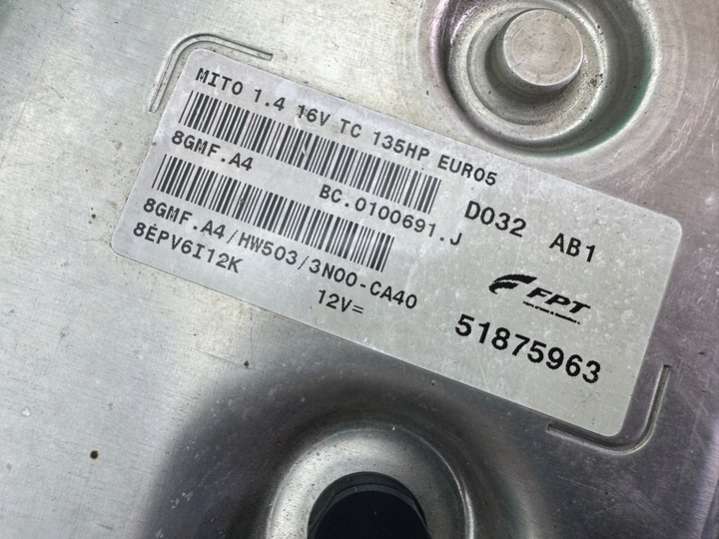 MITO 1.4 16V TC 135HP EURO5
8GMF.A4
BC.0100691.J
D032 AB1
8GMF.A4/HW503/3N00-CA40
8EPV6I12K
12V=
FPT
51875963